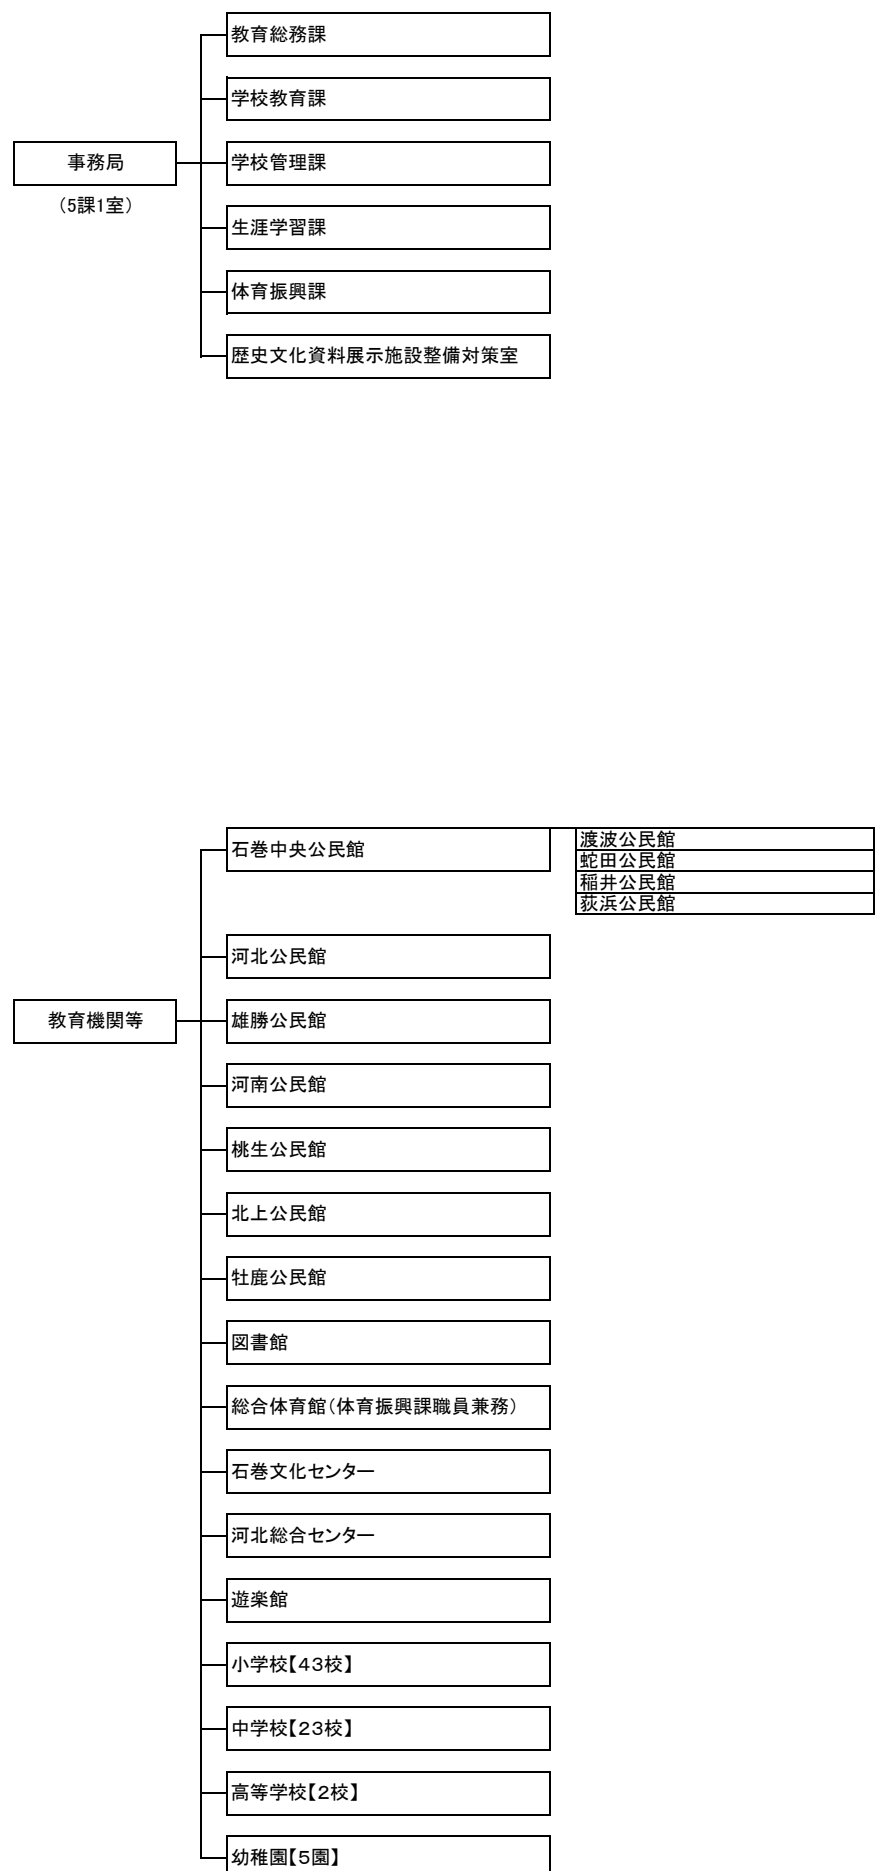 教育総務課
学校教育課
事務局
学校管理課
（5課1室）
生涯学習課
体育振興課
歴史文化資料展示施設整備対策室
石巻中央公民館
渡波公民館
蛇田公民館
稲井公民館
荻浜公民館
河北公民館
教育機関等
雄勝公民館
河南公民館
桃生公民館
北上公民館
牡鹿公民館
図書館
総合体育館（体育振興課職員兼務）
石巻文化センター
河北総合センター
遊楽館
小学校【４３校】
中学校【２３校】
高等学校【２校】
幼稚園【５園】